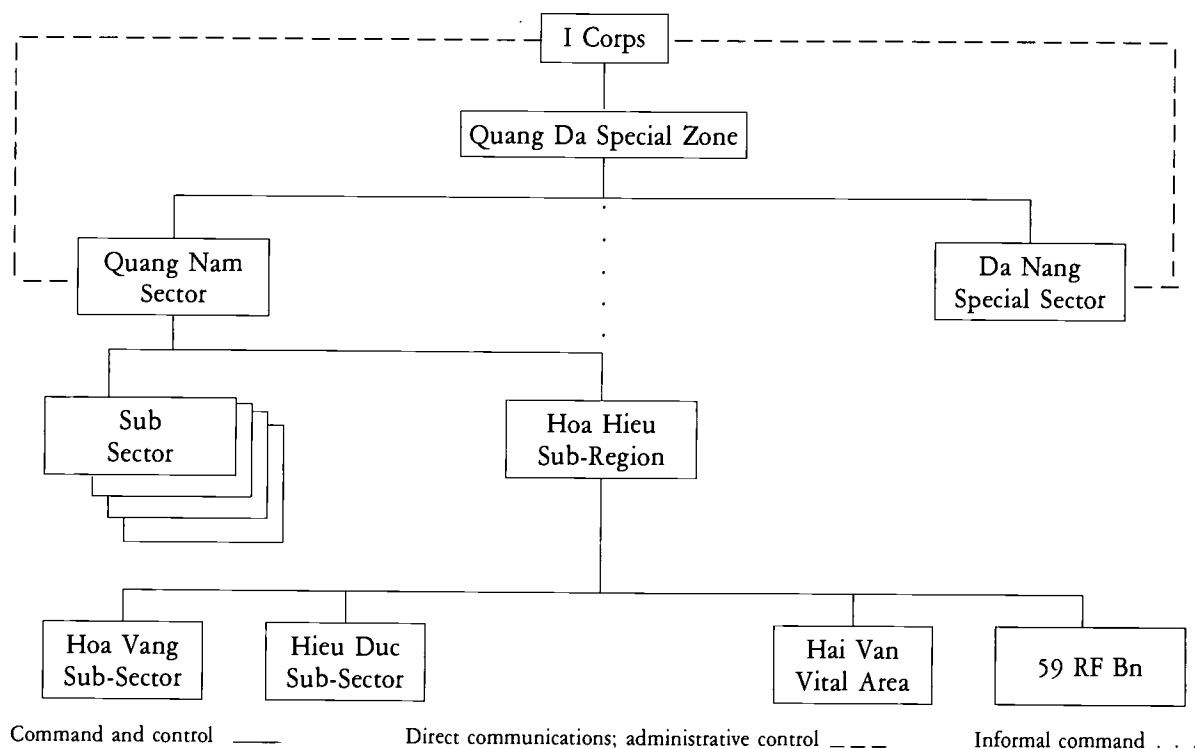 I Corps
Quang Da Special Zone
Quang Nam
Sector
Da Nang
Special Sector
Sub
Sector
Hoa Hieu
Sub-Region
Hoa Vang
Sub-Sector
Hieu Duc
Sub-Sector
Hai Van
Vital Area
59 RF Bn
Command and control
Direct communications; administrative control
Informal command